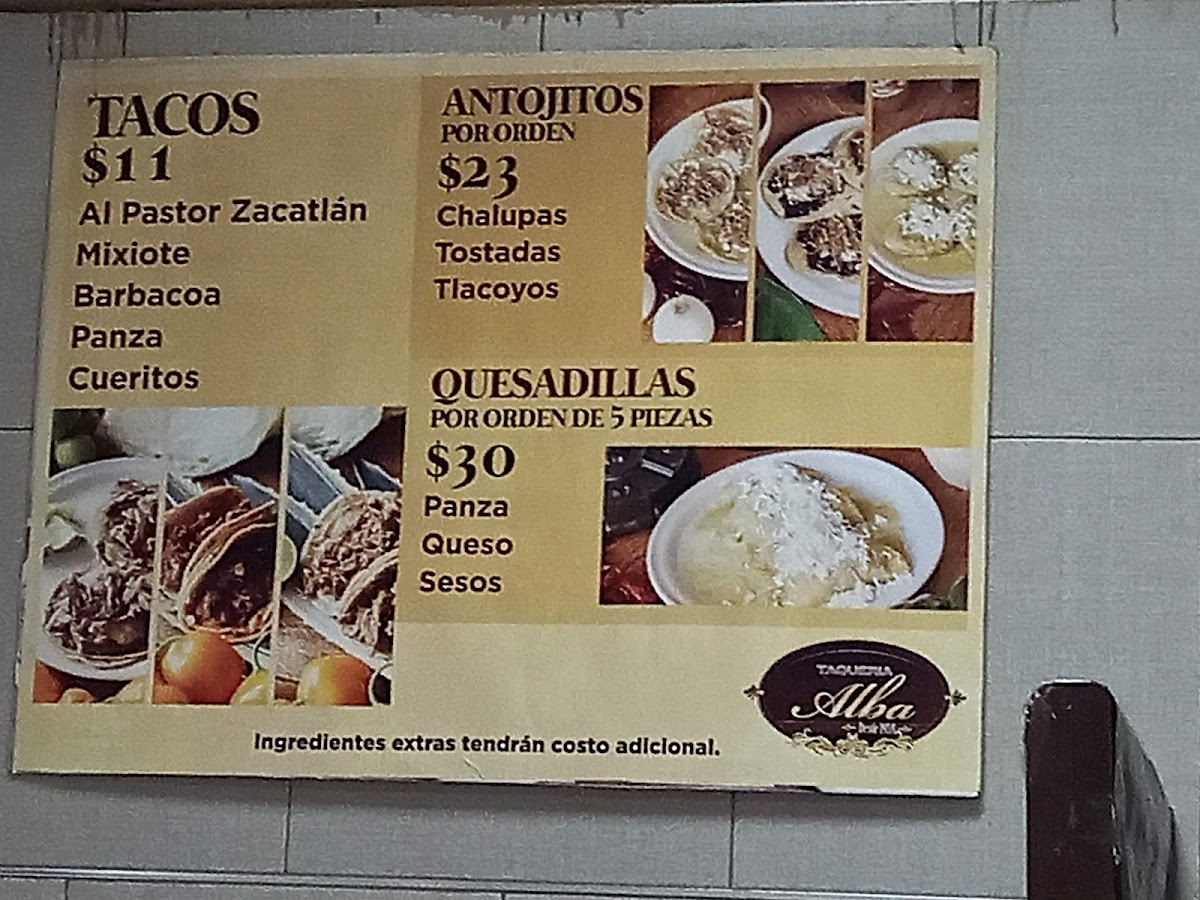 TACOS
$11
Al Pastor Zacatlán
Mixiote
Barbacoa
Panza
Cueritos
ANTOJITOS
POR ORDEN
$23
Chalupas
Tostadas
Tlacoyos
QUESADILLAS
POR ORDEN DE 5 PIEZAS
$30
Panza
Queso
Sesos
TAQUERIA
Alba
Desde
Ingredientes extras tendrán costo adicional.